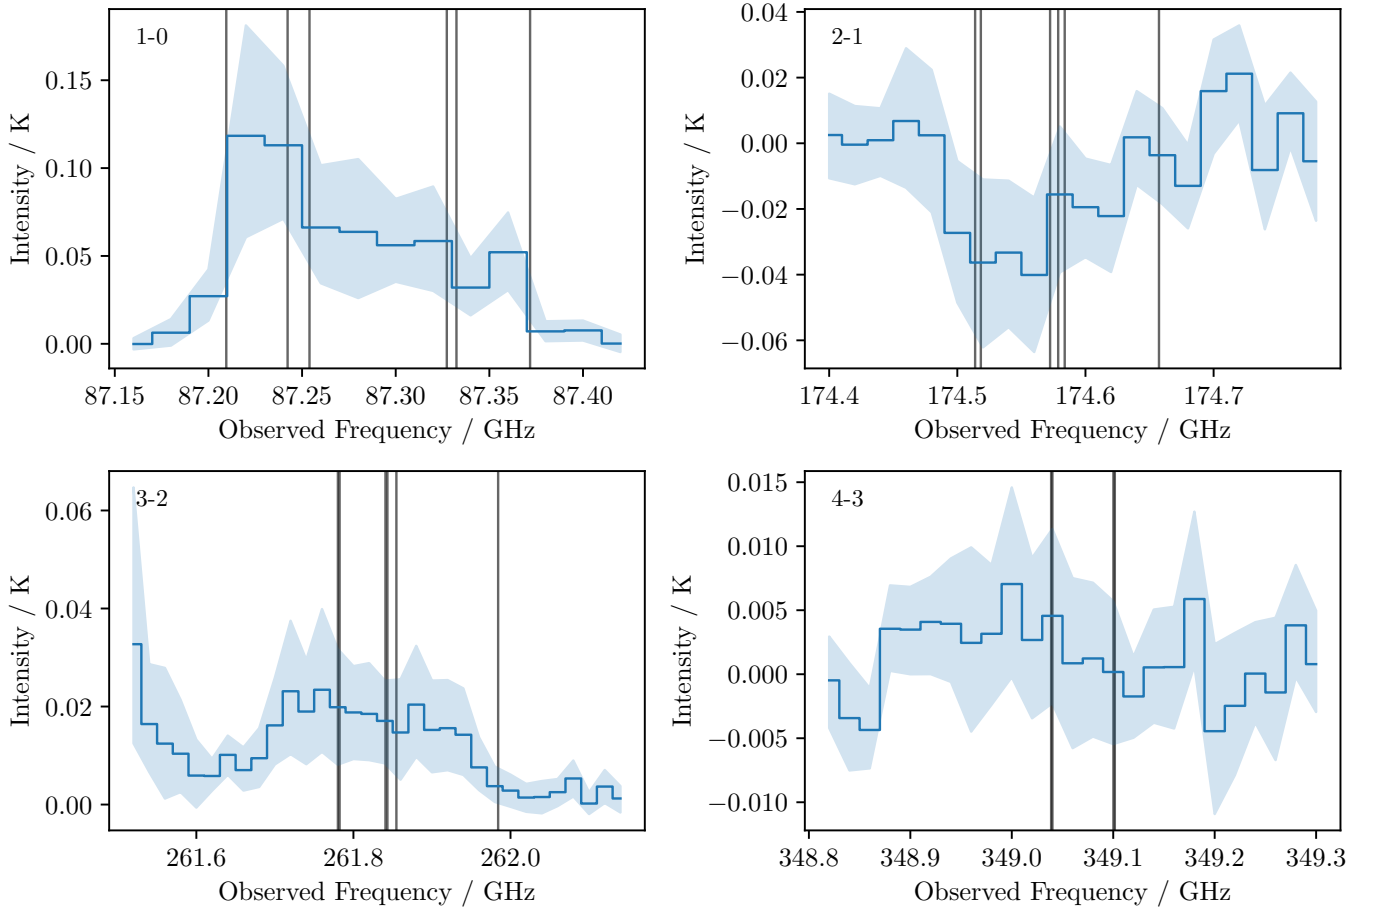 1-0
Intensity / K
0.15
0.10
0.05
0.00
87.15 87.20 87.25 87.30 87.35 87.40
Observed Frequency / GHz
2-1
Intensity / K
0.04
0.02
0.00
−0.02
−0.04
−0.06
174.4 174.5 174.6 174.7
Observed Frequency / GHz
3-2
Intensity / K
0.06
0.04
0.02
0.00
261.6 261.8 262.0
Observed Frequency / GHz
4-3
Intensity / K
0.015
0.010
0.005
0.000
−0.005
−0.010
348.8 348.9 349.0 349.1 349.2 349.3
Observed Frequency / GHz